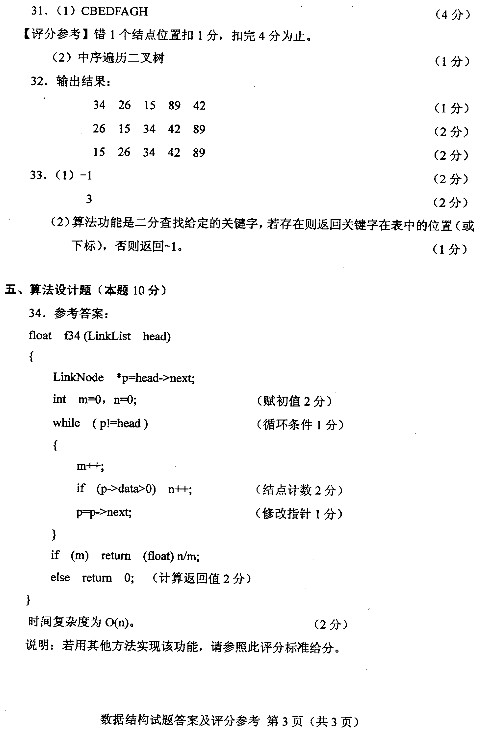 31. (1) CBEDFAGH （4分）
【评分参考】错1个结点位置扣1分，扣完4分为止。
(2) 中序遍历二叉树 （1分）
32. 输出结果：
34 26 15 89 42 （1分）
26 15 34 42 89 （2分）
15 26 34 42 89 （2分）
33. (1) -1 （2分）
3 （2分）
(2) 算法功能是二分查找给定的关键字，若存在则返回关键字在表中的位置（或
下标），否则返回-1。 （1分）
五、算法设计题（本题10分）
34. 参考答案：
float f34 (LinkList head)
{
LinkNode *p=head->next;
int m=0，n=0; （赋初值2分）
while ( p!=head ) （循环条件1分）
{
m++;
if (p->data>0) n++; （结点计数2分）
p=p->next; （修改指针1分）
}
if (m) return (float) n/m;
else return 0; （计算返回值2分）
}
时间复杂度为O(n)。 （2分）
说明：若用其他方法实现该功能，请参照此评分标准给分。
数据结构试题答案及评分参考 第3页（共3页）